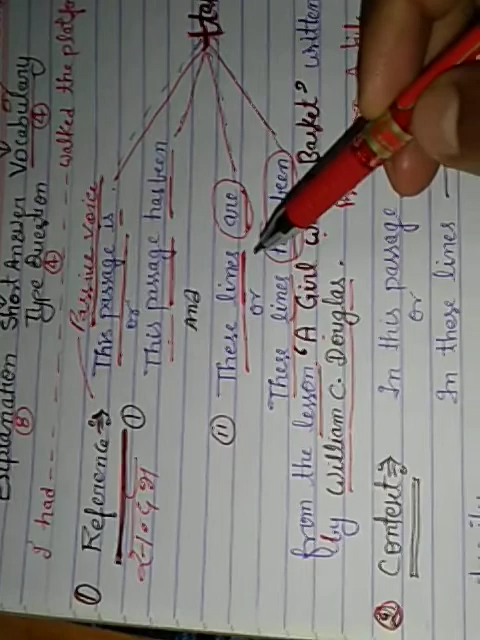 Explanation Short Answer Vocabulary
⑧ Type Question ④
④
I had --- --- --- walked the platfo
Passive voice
① Reference ⇒ This passage is
① or
This passage has been
And
ⓘⓘ These lines are
or
These lines been
from the lesson "A Girl Basket" written
by William C. Douglas.
② Context ⇒ In this passage
or
In these lines